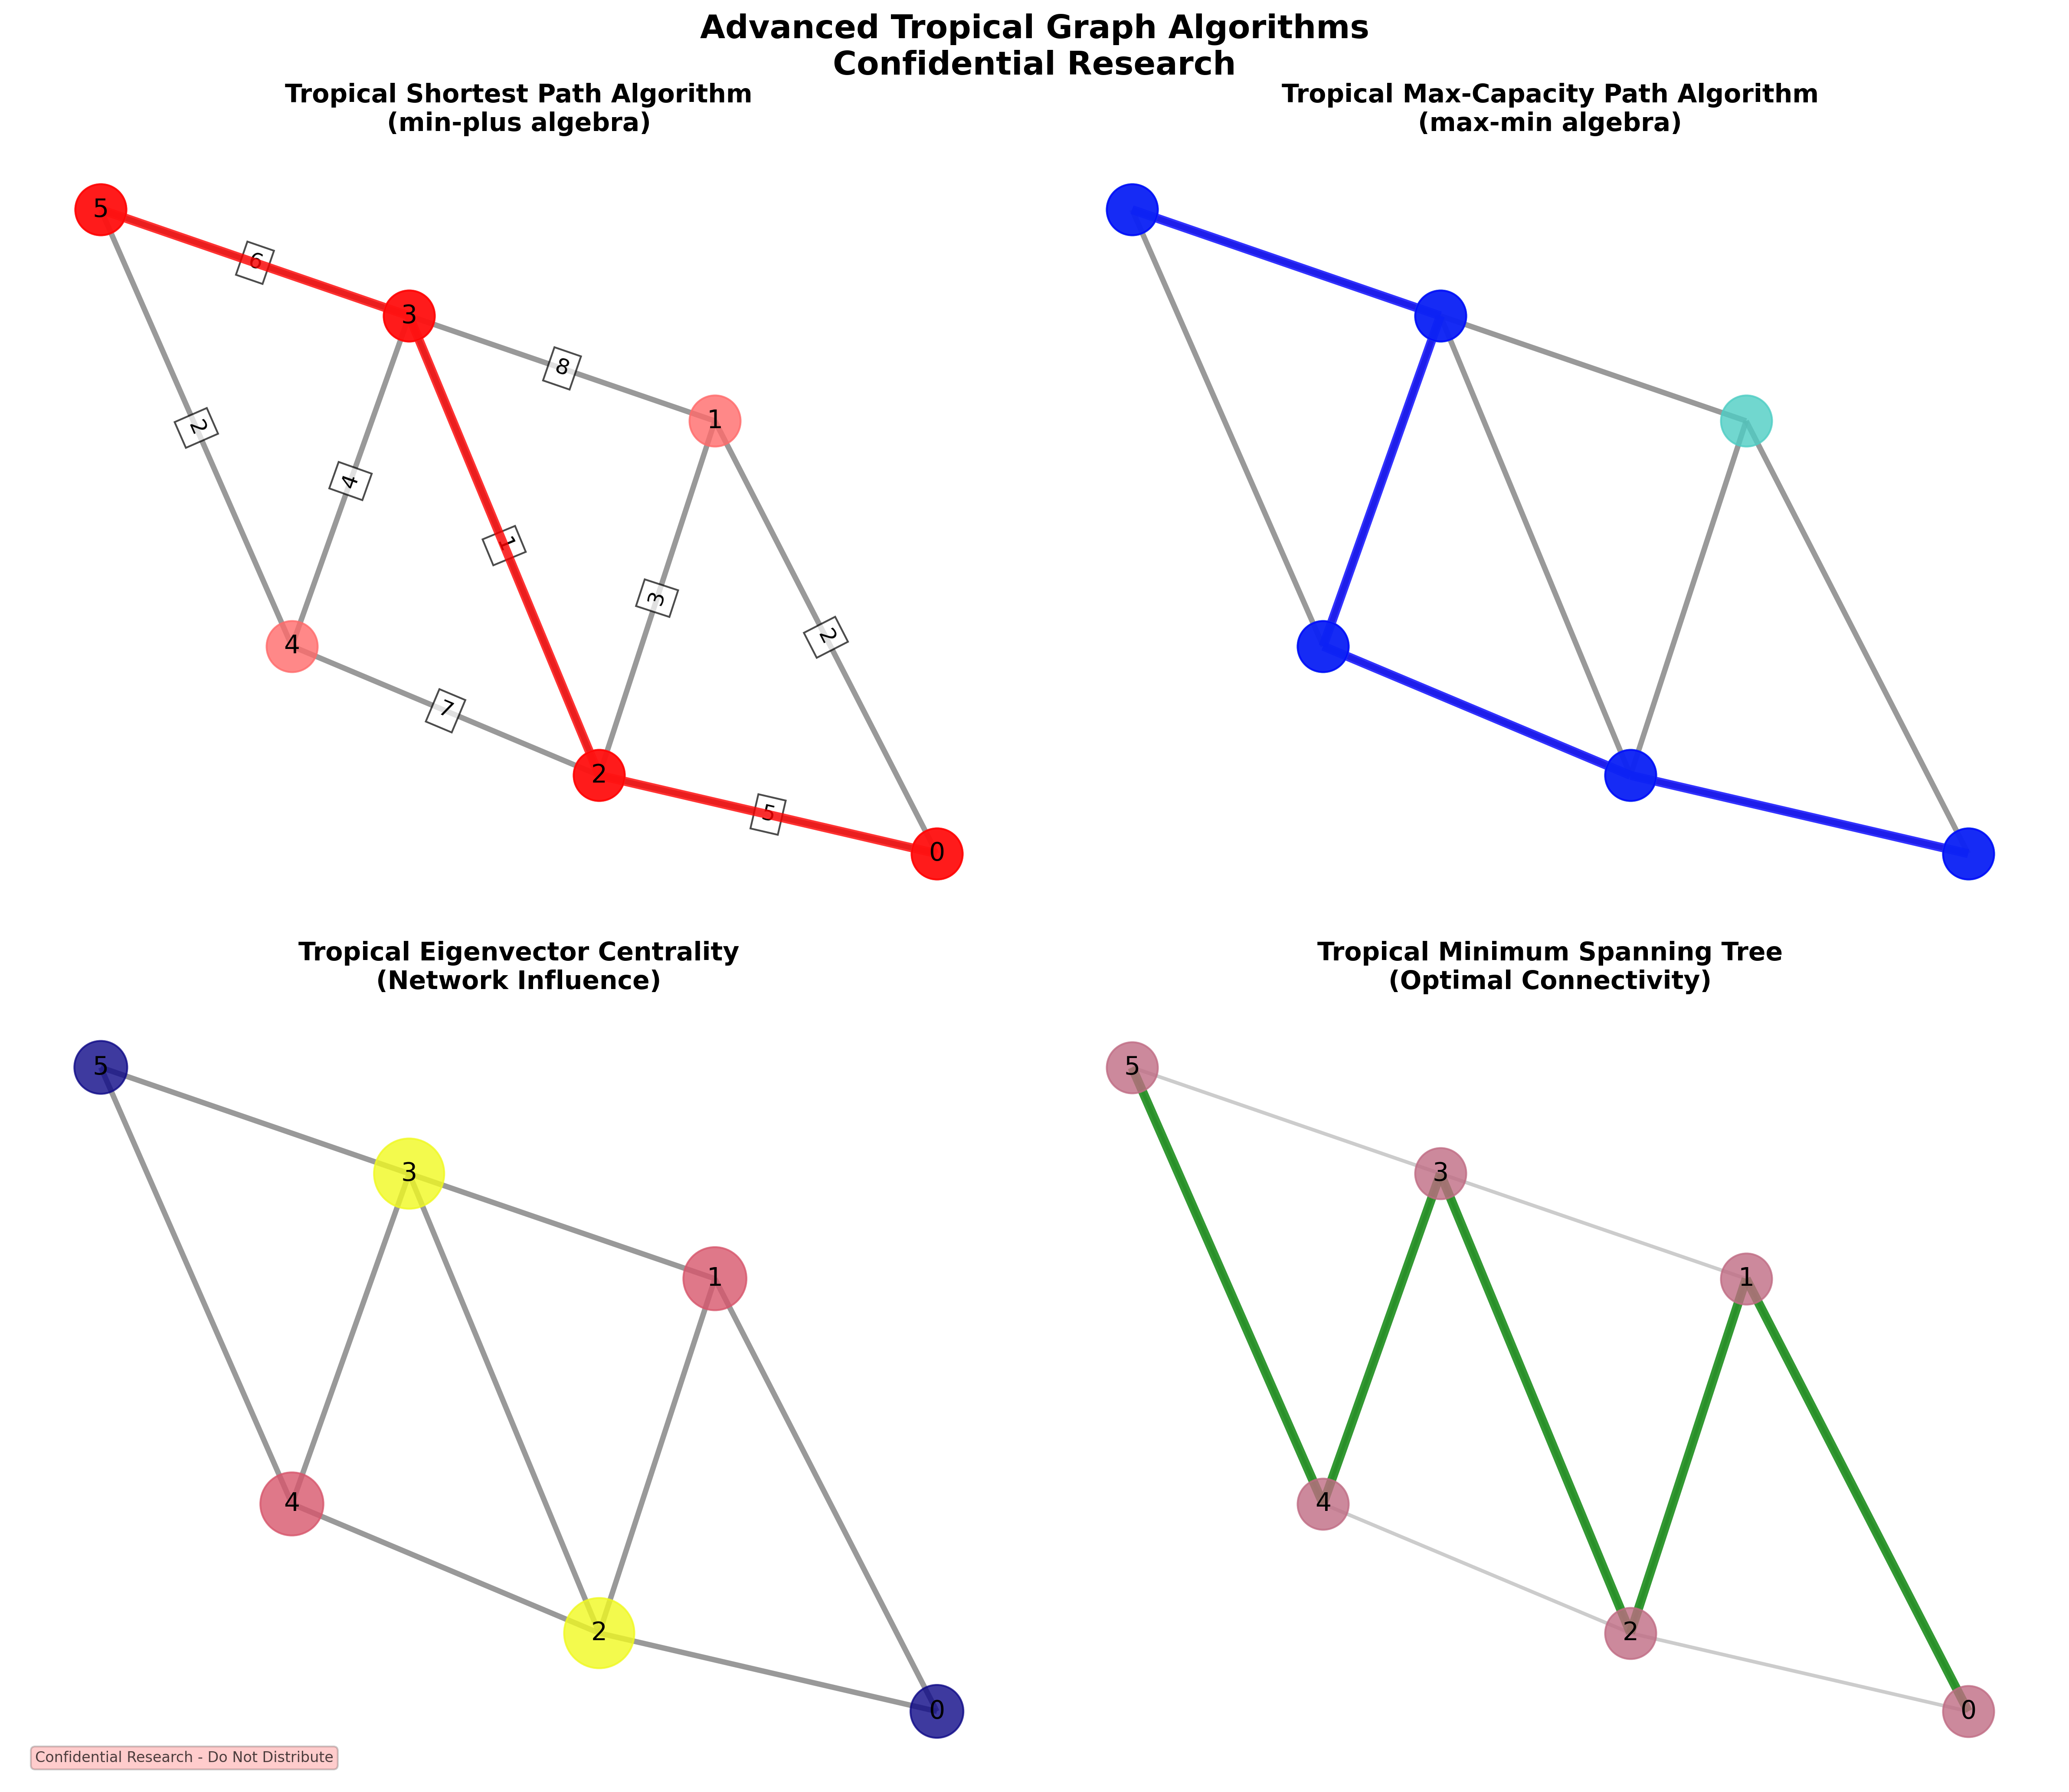 Advanced Tropical Graph Algorithms
Confidential Research
Tropical Shortest Path Algorithm
(min-plus algebra)
5
6
3
8
1
2
4
1
3
2
4
7
2
5
0
Tropical Max-Capacity Path Algorithm
(max-min algebra)
Tropical Eigenvector Centrality
(Network Influence)
5
3
1
4
2
0
Tropical Minimum Spanning Tree
(Optimal Connectivity)
5
3
1
4
2
0
Confidential Research - Do Not Distribute